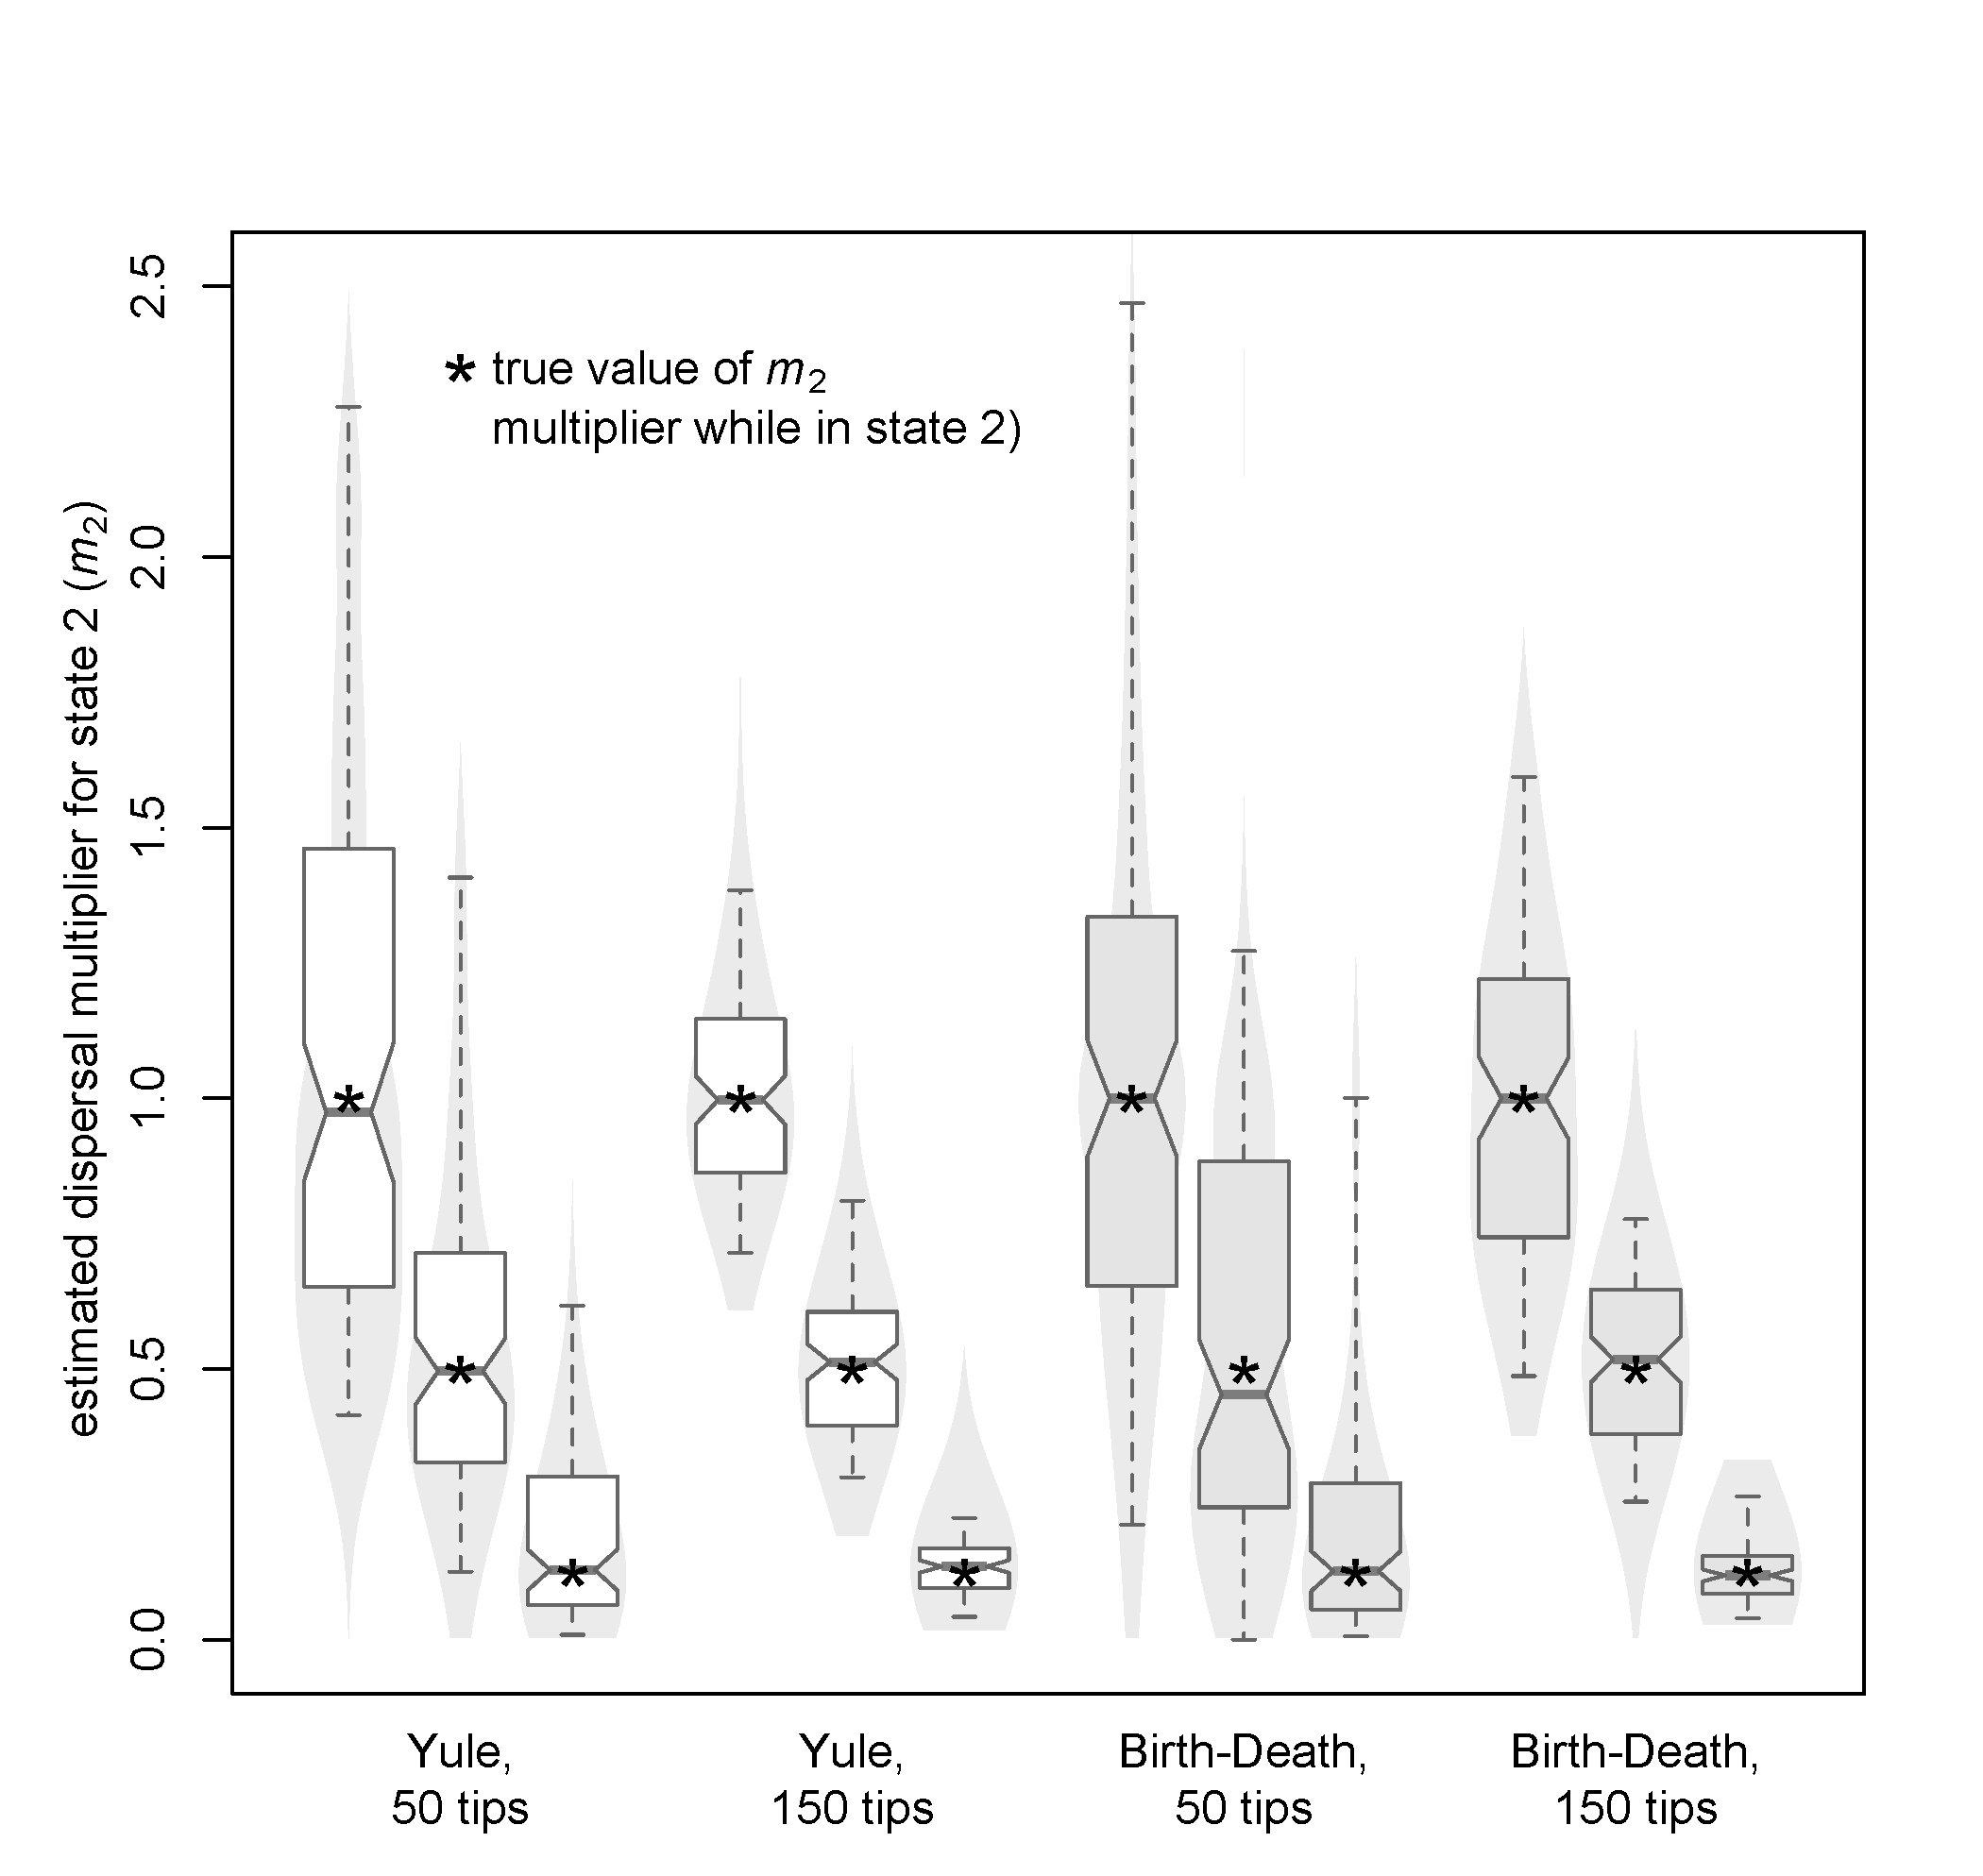 * true value of m2
multiplier while in state 2)
estimated dispersal multiplier for state 2 (m2)
2.5
2.0
1.5
1.0
0.5
0.0
Yule,
50 tips
Yule,
150 tips
Birth-Death,
50 tips
Birth-Death,
150 tips